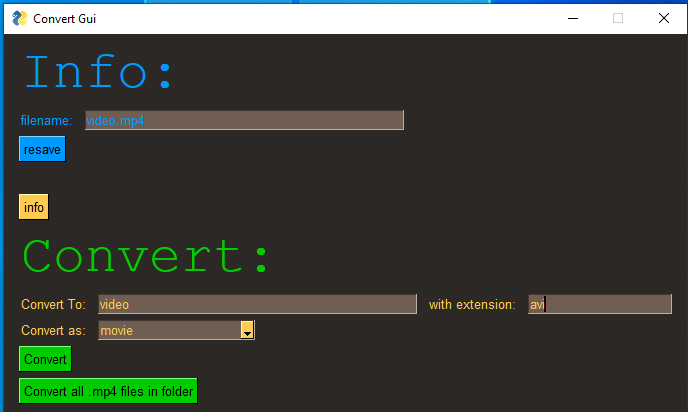 Convert Gui
Info:
filename: video.mp4
resave
info
Convert:
Convert To: video with extension: avi
Convert as: movie
Convert
Convert all .mp4 files in folder